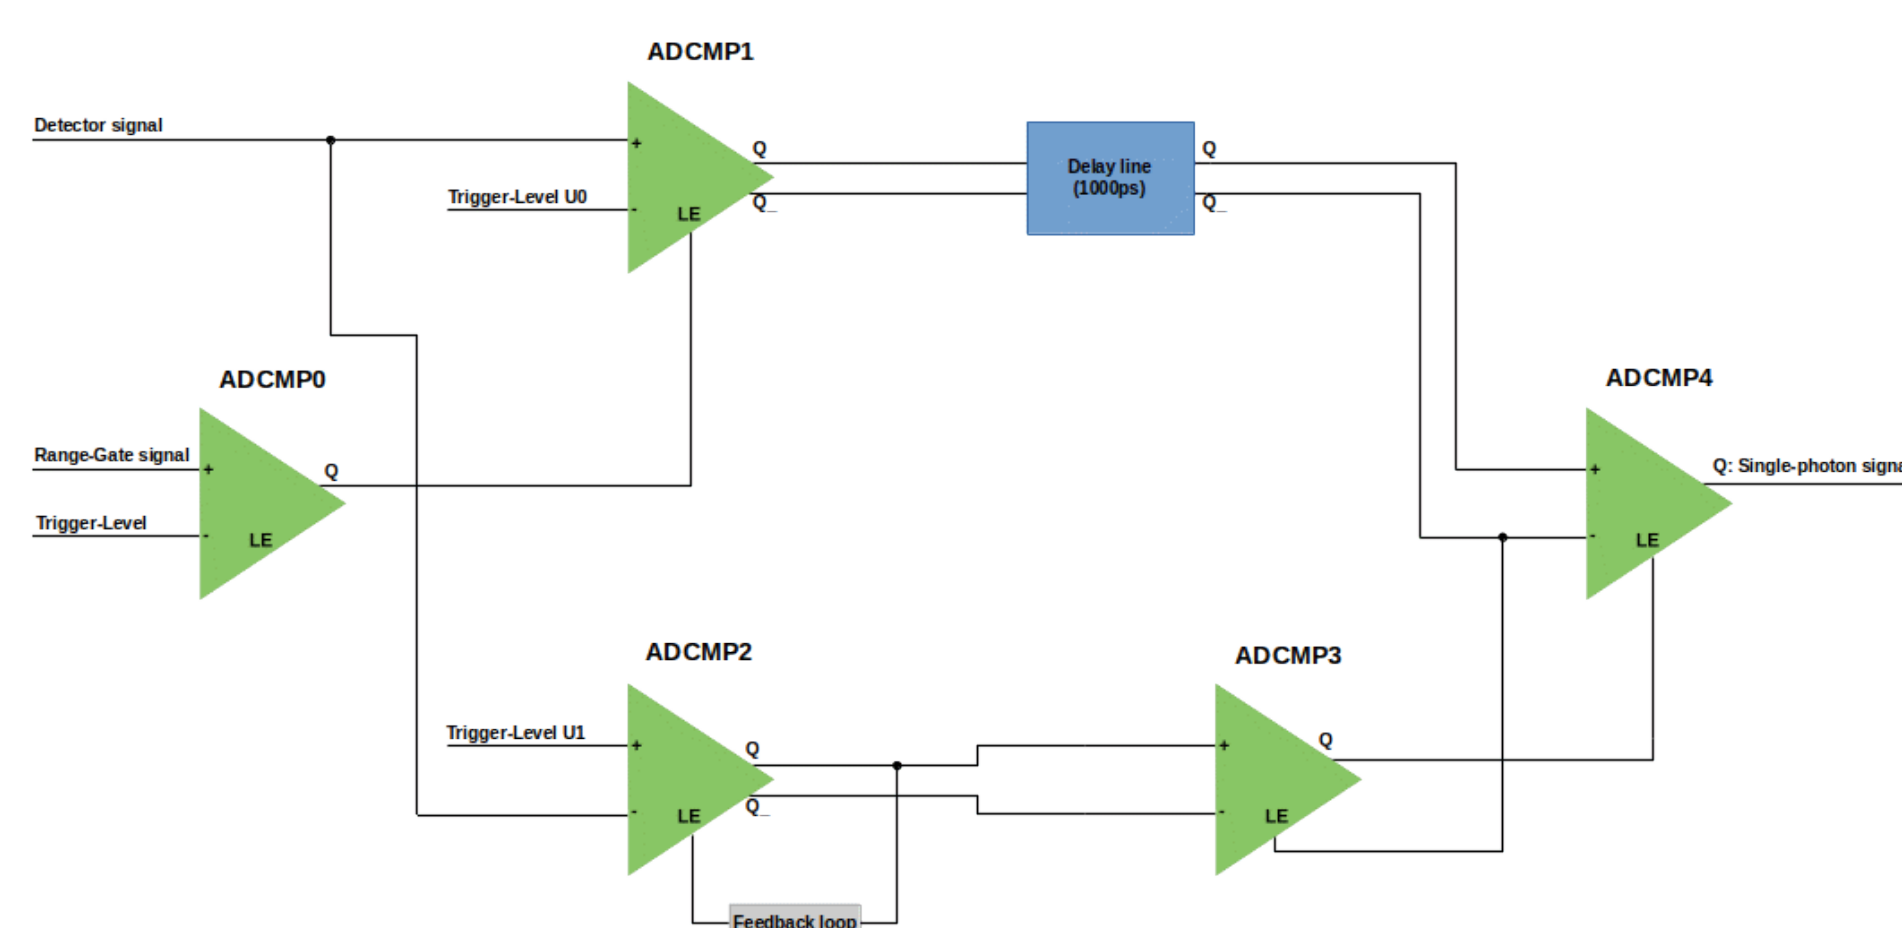 ADCMP1
Detector signal
+
Q
Q
Delay line
(1000ps)
Trigger-Level U0
-
LE
Q_
Q_
ADCMP0
ADCMP4
Range-Gate signal
+
Q
+
Q: Single-photon signa
Trigger-Level
-
LE
-
LE
ADCMP2
ADCMP3
Trigger-Level U1
+
Q
+
Q
-
LE
Q_
-
LE
Feedback loop